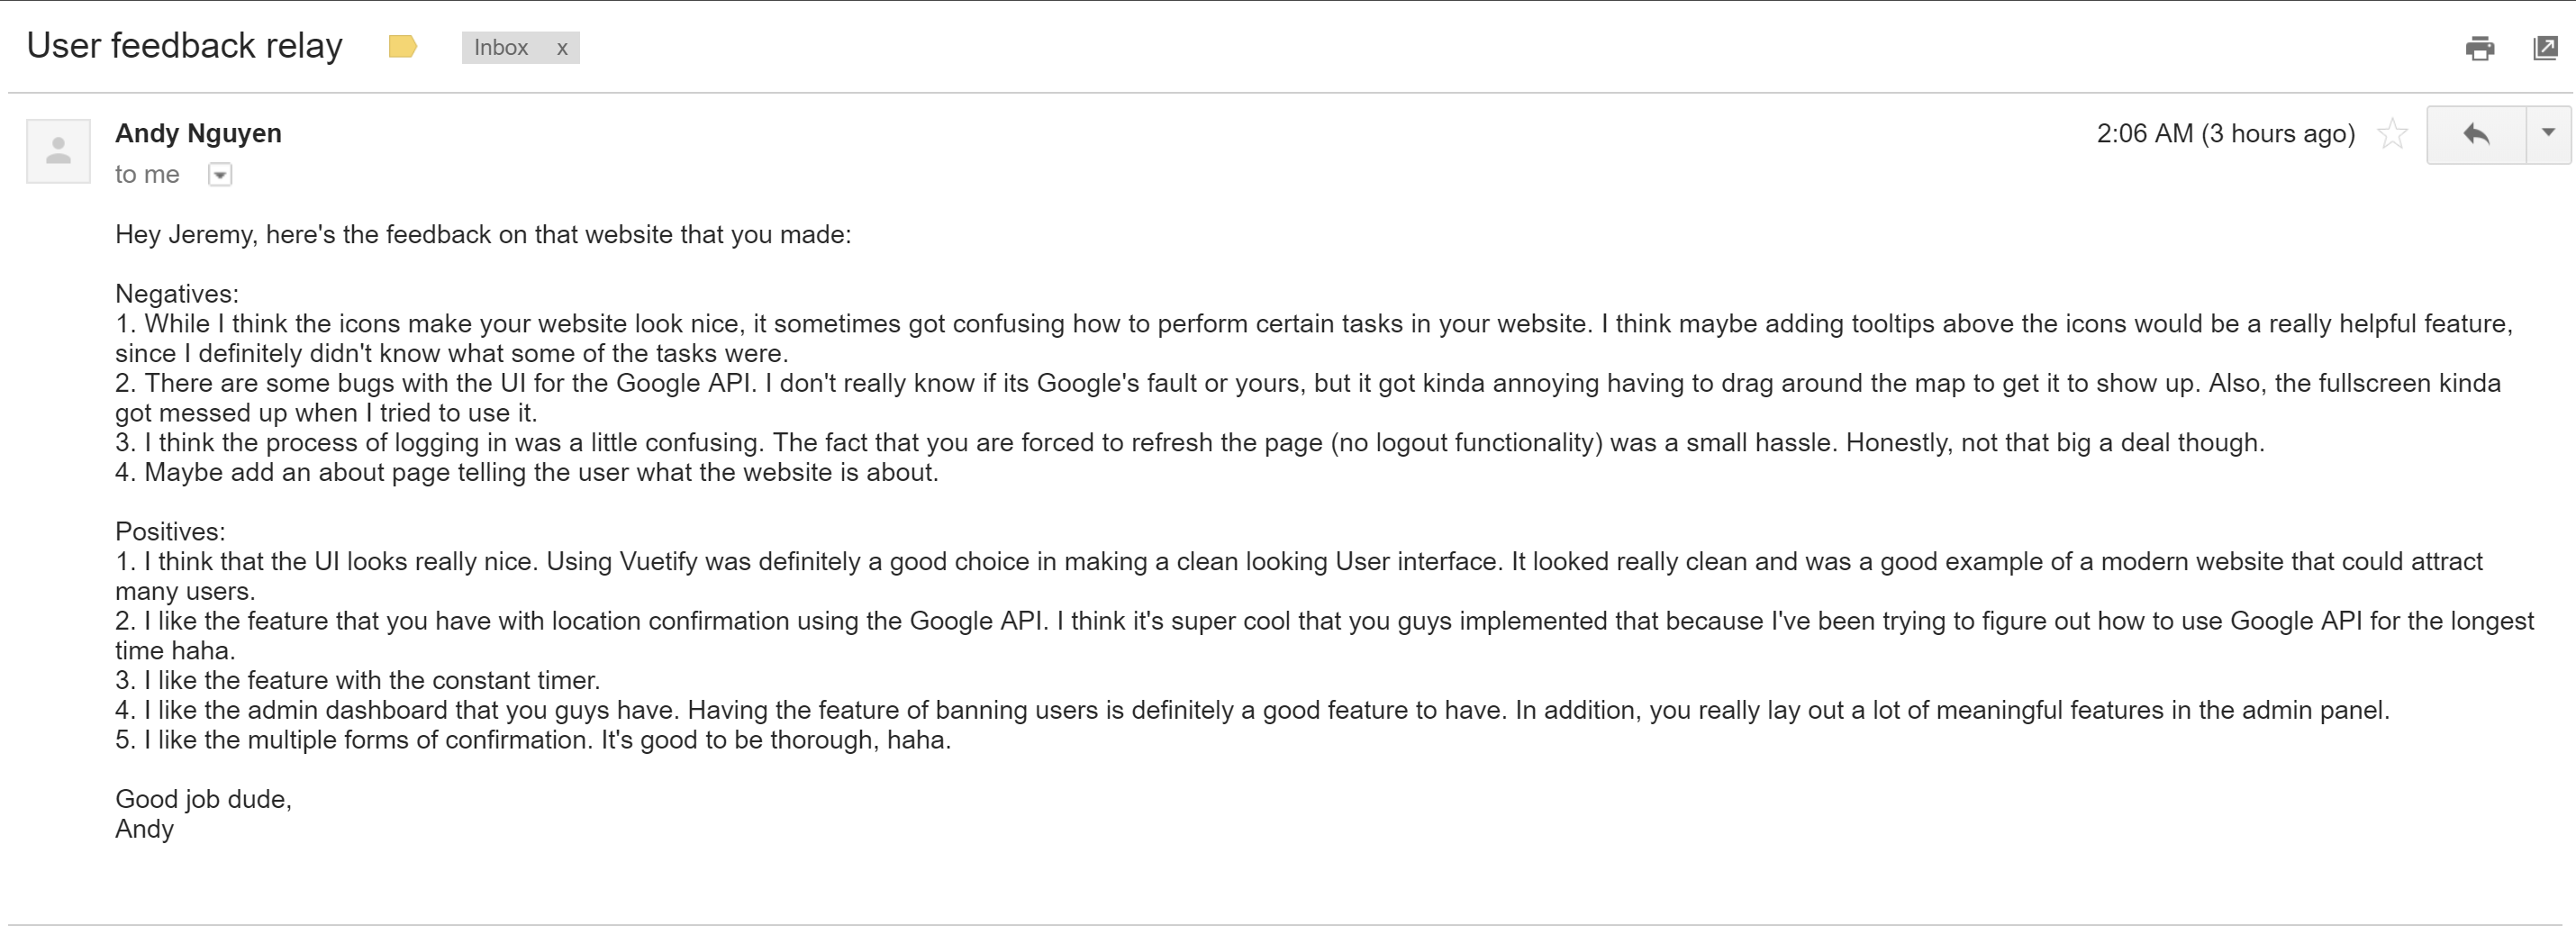 User feedback relay
Inbox x
Andy Nguyen
2:06 AM (3 hours ago)
to me
Hey Jeremy, here's the feedback on that website that you made:
Negatives:
1. While I think the icons make your website look nice, it sometimes got confusing how to perform certain tasks in your website. I think maybe adding tooltips above the icons would be a really helpful feature,
since I definitely didn't know what some of the tasks were.
2. There are some bugs with the UI for the Google API. I don't really know if its Google's fault or yours, but it got kinda annoying having to drag around the map to get it to show up. Also, the fullscreen kinda
got messed up when I tried to use it.
3. I think the process of logging in was a little confusing. The fact that you are forced to refresh the page (no logout functionality) was a small hassle. Honestly, not that big a deal though.
4. Maybe add an about page telling the user what the website is about.
Positives:
1. I think that the UI looks really nice. Using Vuetify was definitely a good choice in making a clean looking User interface. It looked really clean and was a good example of a modern website that could attract
many users.
2. I like the feature that you have with location confirmation using the Google API. I think it's super cool that you guys implemented that because I've been trying to figure out how to use Google API for the longest
time haha.
3. I like the feature with the constant timer.
4. I like the admin dashboard that you guys have. Having the feature of banning users is definitely a good feature to have. In addition, you really lay out a lot of meaningful features in the admin panel.
5. I like the multiple forms of confirmation. It's good to be thorough, haha.
Good job dude,
Andy